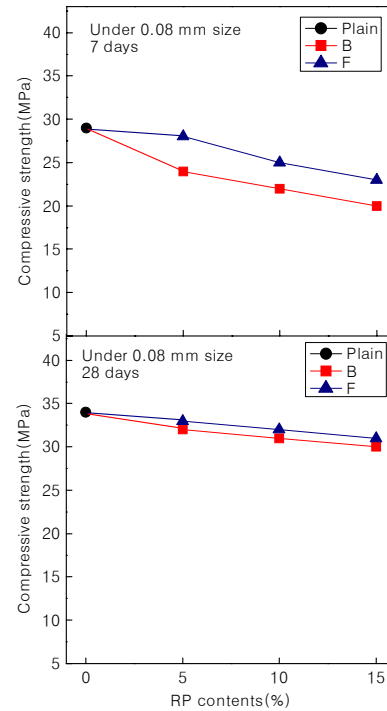 Under 0.08 mm size
7 days
Plain
B
F
40
35
30
25
20
15
10
5
Compressive strength(MPa)
Under 0.08 mm size
28 days
Plain
B
F
40
35
30
25
20
15
10
5
Compressive strength(MPa)
0 5 10 15
RP contents(%)